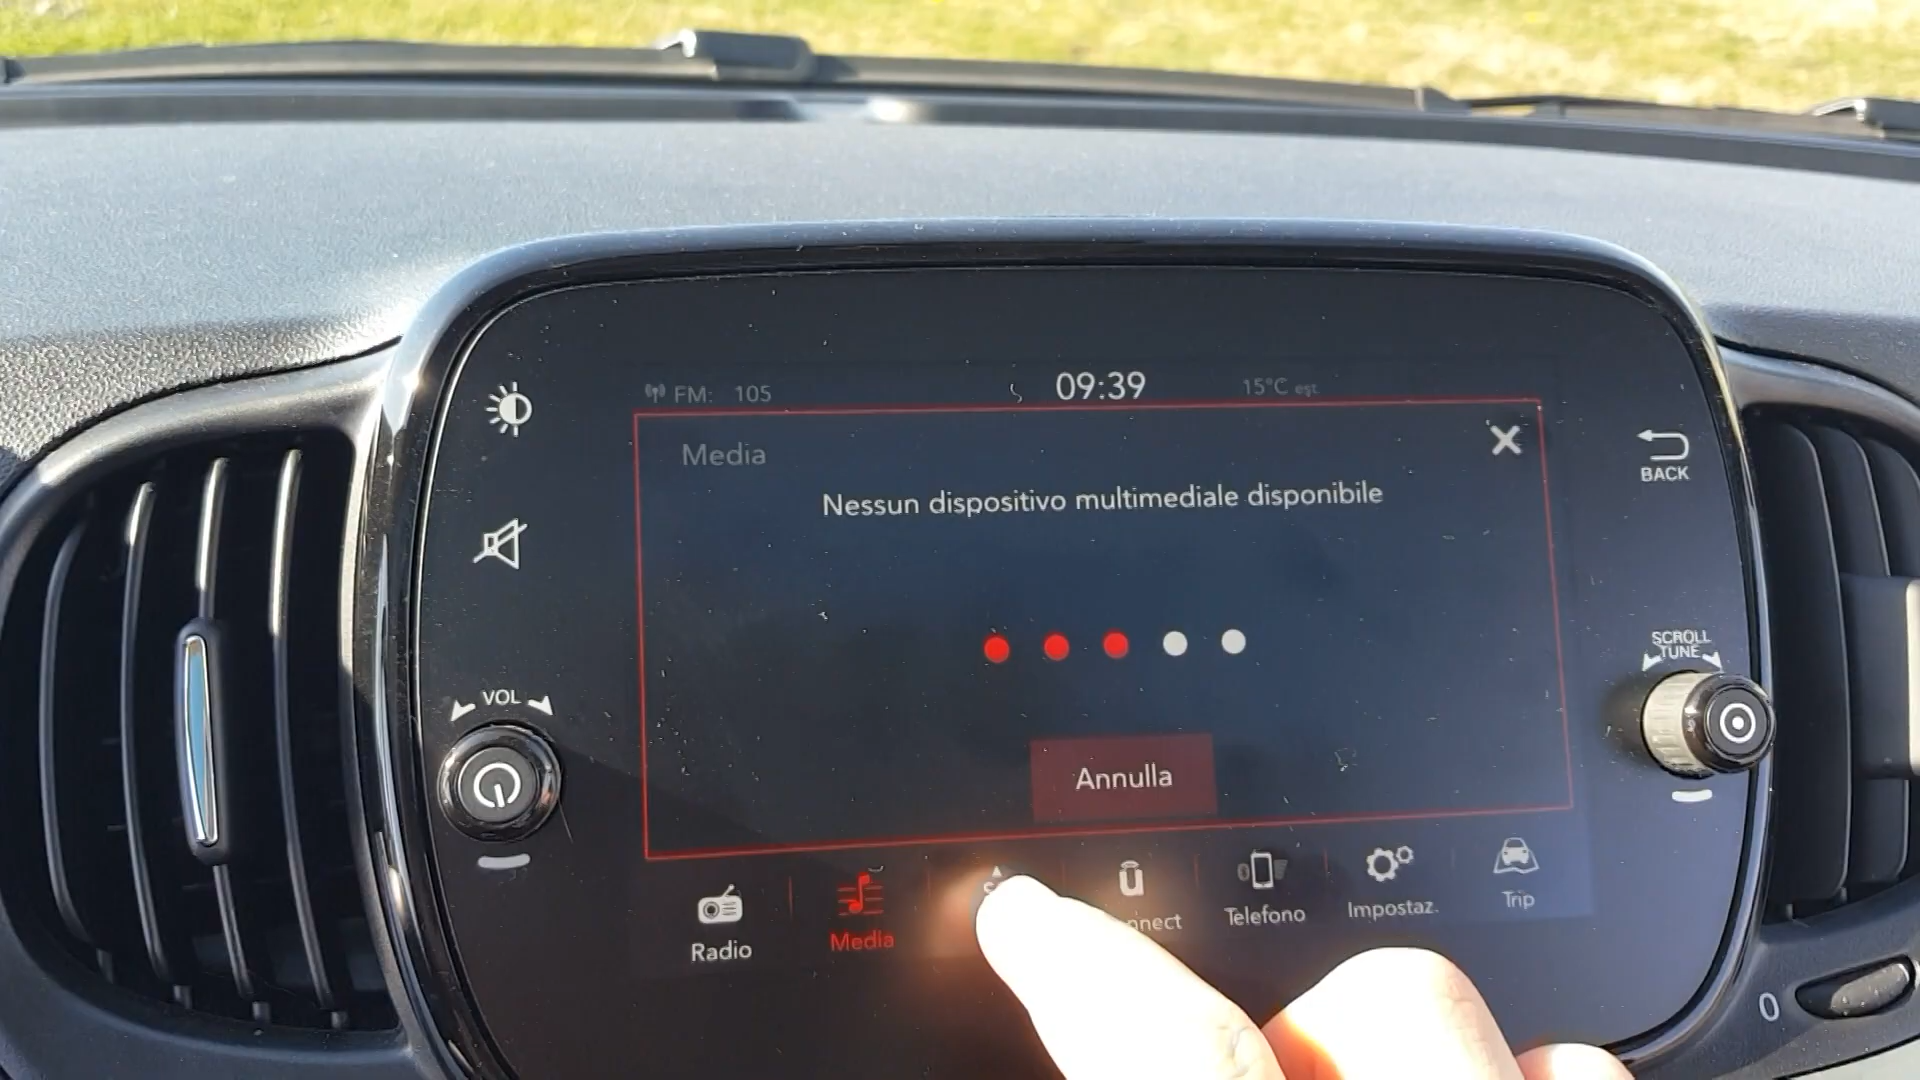 FM: 105
09:39
15°C est.
Media
Nessun dispositivo multimediale disponibile
BACK
SCROLL
TUNE
VOL
Annulla
Radio
Media
Telefono
Impostaz.
Trip
0